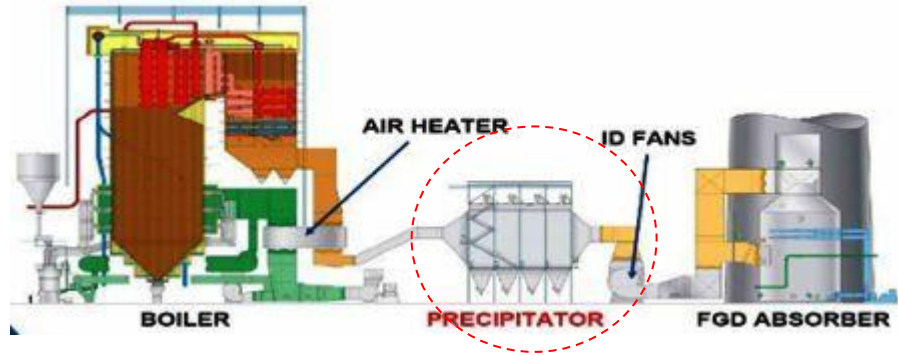 AIR HEATER
ID FANS
BOILER
PRECIPITATOR
FGD ABSORBER